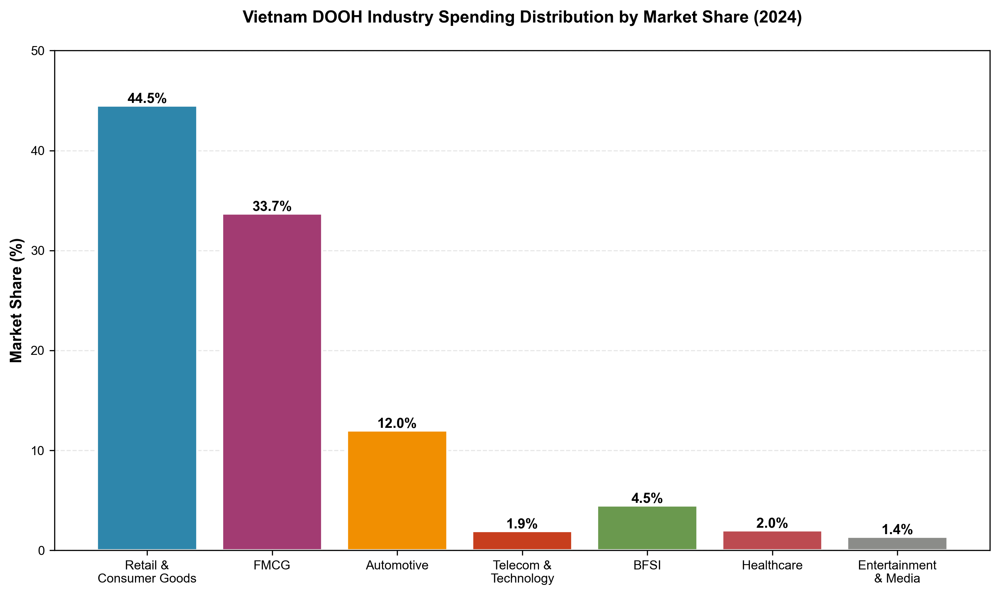 Vietnam DOOH Industry Spending Distribution by Market Share (2024)
Market Share (%)
50
40
30
20
10
0
44.5%
33.7%
12.0%
1.9%
4.5%
2.0%
1.4%
Retail &
Consumer Goods
FMCG
Automotive
Telecom &
Technology
BFSI
Healthcare
Entertainment
& Media